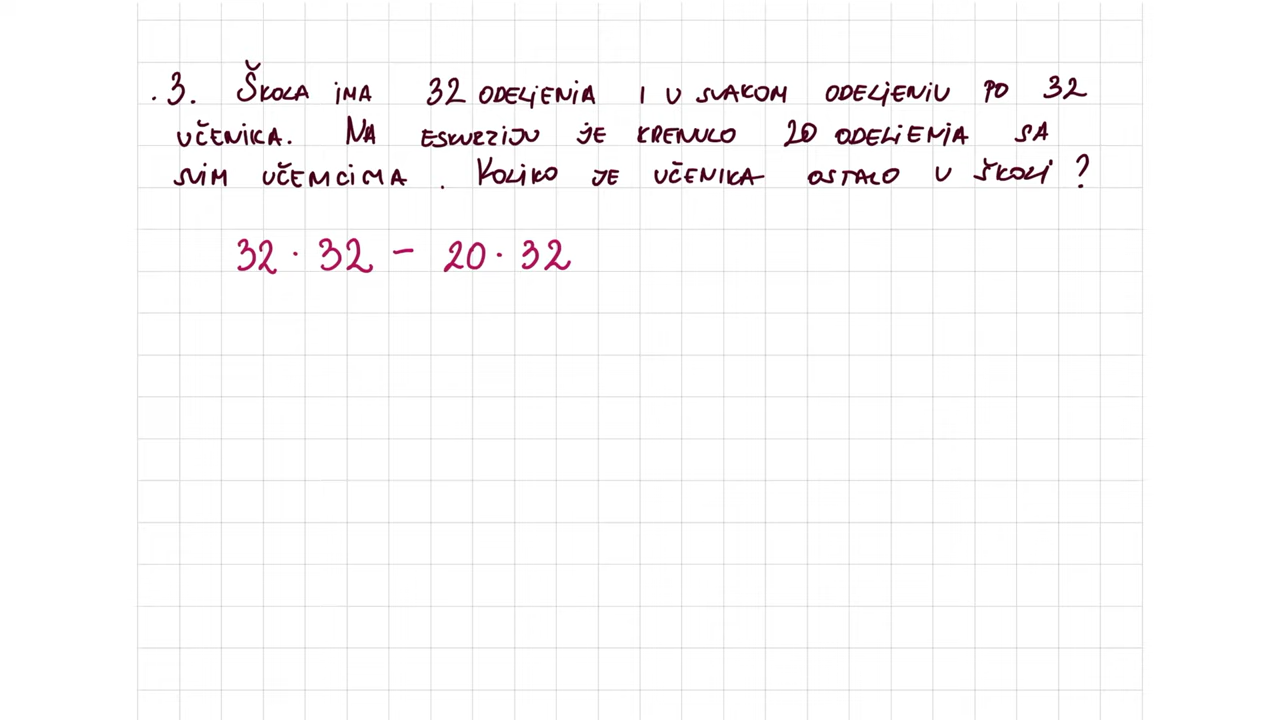 .3. Škola ima 32 odeljenja i u svakom odeljenju po 32
učenika. Na eskurziju je krenulo 20 odeljenja sa
svim učenicima. Koliko je učenika ostalo u školi?
32 · 32 - 20 · 32